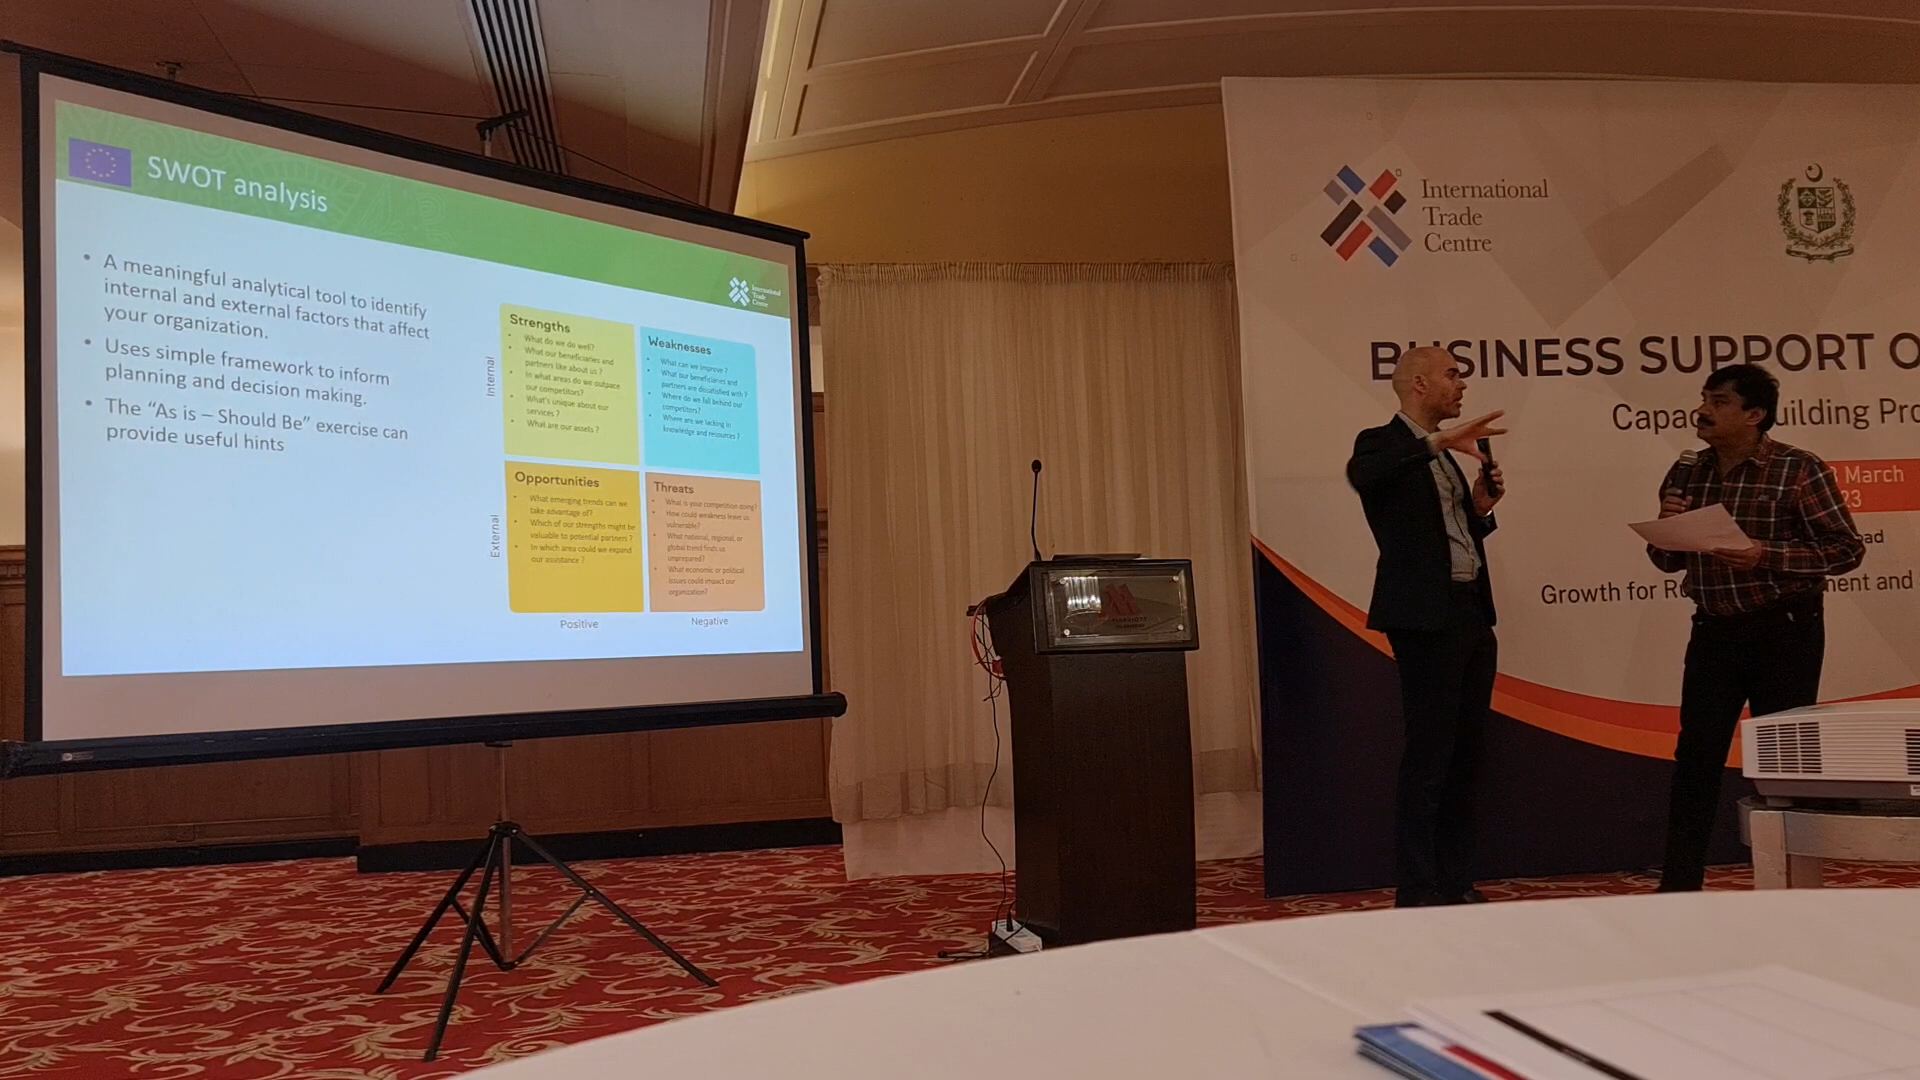 SWOT analysis
• A meaningful analytical tool to identify
internal and external factors that affect
your organization.
• Uses simple framework to inform
planning and decision making.
• The “As is – Should Be” exercise can
provide useful hints
International
Trade
Centre
Internal
Strengths
• What do we do well?
• What our beneficiaries and
partners like about us ?
• In what areas do we outpace
our competitors?
• What's unique about our
services ?
• What are our assets ?
Weaknesses
• What can we improve ?
• What our beneficiaries and
partners are dissatisfied with ?
• Where do we fall behind our
competitors?
• Where are we lacking in
knowledge and resources ?
External
Opportunities
• What emerging trends can we
take advantage of?
• Which of our strengths might be
valuable to potential partners ?
• In which area could we expand
our assistance ?
Threats
• What is your competition doing?
• How could weakness leave us
vulnerable?
• What national, regional, or
global trend finds us
unprepared?
• What economic or political
issues could impact our
organization?
Positive
Negative
MARRIOTT
International
Trade
Centre
BUSINESS SUPPORT O
Capac uilding Pro
March
23
ad
Growth for Ru ment and